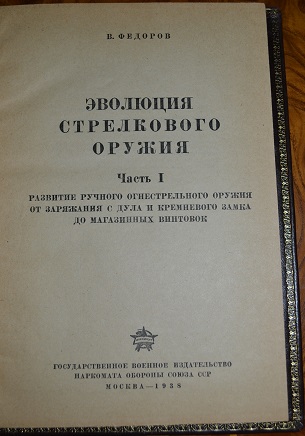 В. ФЕДОРОВ
ЭВОЛЮЦИЯ
СТРЕЛКОВОГО
ОРУЖИЯ
Часть I
РАЗВИТИЕ РУЧНОГО ОГНЕСТРЕЛЬНОГО ОРУЖИЯ
ОТ ЗАРЯЖАНИЯ С ДУЛА И КРЕМНЕВОГО ЗАМКА
ДО МАГАЗИННЫХ ВИНТОВОК
ГОСУДАРСТВЕННОЕ ВОЕННОЕ ИЗДАТЕЛЬСТВО
НАРКОМАТА ОБОРОНЫ СОЮЗА ССР
МОСКВА — 1938